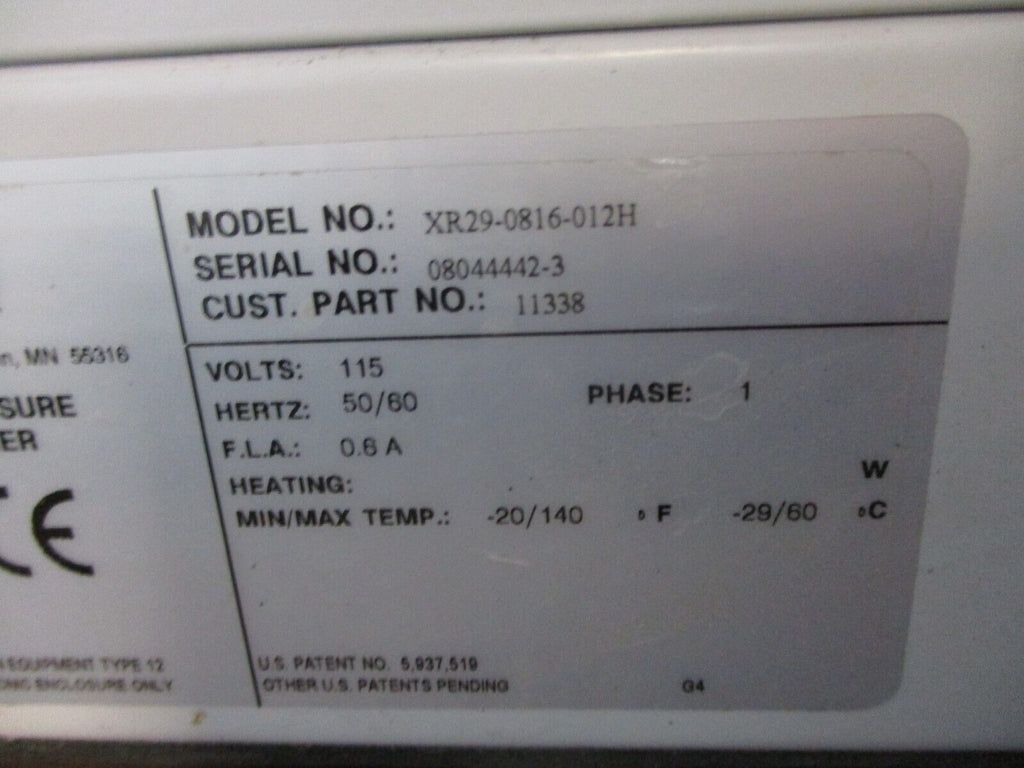 MODEL NO.: XR29-0816-012H
SERIAL NO.: 08044442-3
CUST. PART NO.: 11338
n, MN 55316
SURE
ER
CE
VOLTS: 115
HERTZ: 50/60 PHASE: 1
F.L.A.: 0.6 A
HEATING: W
MIN/MAX TEMP.: -20/140 °F -29/60 °C
EQUIPMENT TYPE 12
ONIC ENCLOSURE ONLY
U.S. PATENT NO. 5,937,519
OTHER U.S. PATENTS PENDING G4